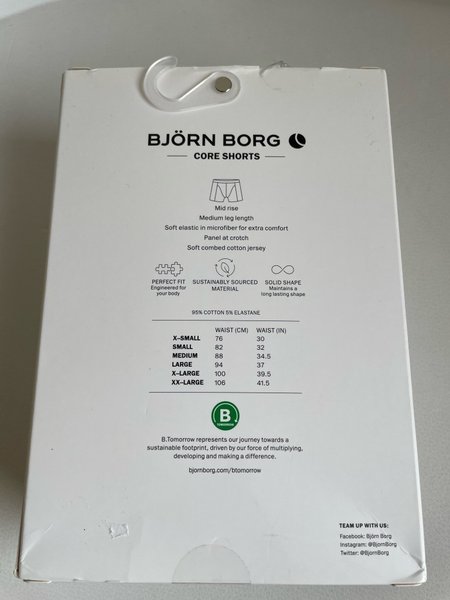 BJÖRN BORG
CORE SHORTS
Mid rise
Medium leg length
Soft elastic in microfiber for extra comfort
Panel at crotch
Soft combed cotton jersey
PERFECT FIT
Engineered for
your body
SUSTAINABLY SOURCED
MATERIAL
SOLID SHAPE
Maintains a
long lasting shape
95% COTTON 5% ELASTANE
WAIST (CM) WAIST (IN)
X-SMALL 76 30
SMALL 82 32
MEDIUM 88 34.5
LARGE 94 37
X-LARGE 100 39.5
XX-LARGE 106 41.5
B
TOMORROW
B.Tomorrow represents our journey towards a
sustainable footprint, driven by our force of multiplying,
developing and making a difference.
bjornborg.com/btomorrow
TEAM UP WITH US:
Facebook: Björn Borg
Instagram: @BjornBorg
Twitter: @BjornBorg